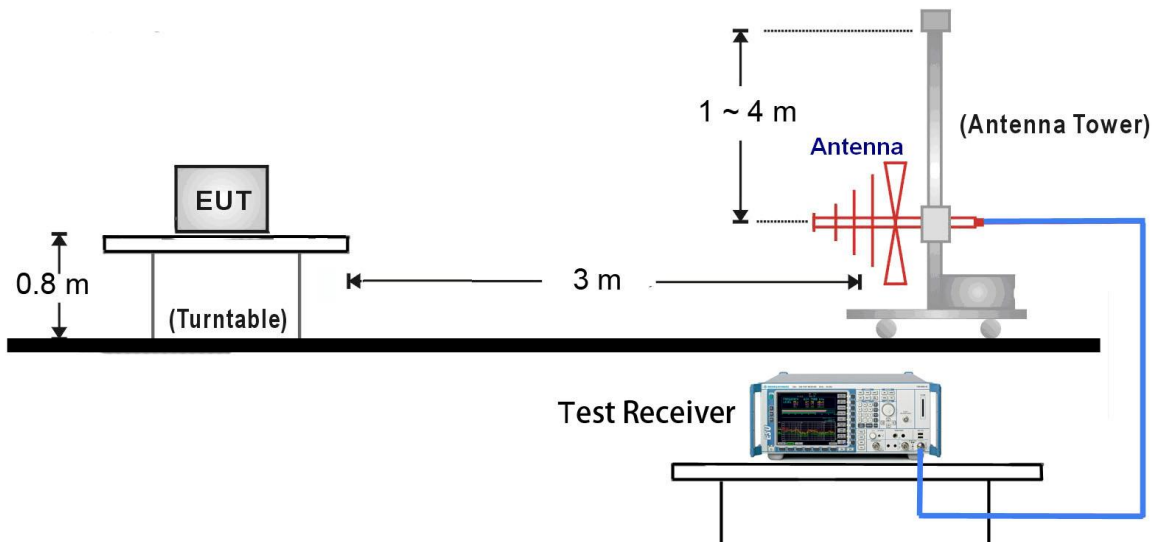 1 ~ 4 m
(Antenna Tower)
Antenna
EUT
0.8 m
3 m
(Turntable)
Test Receiver